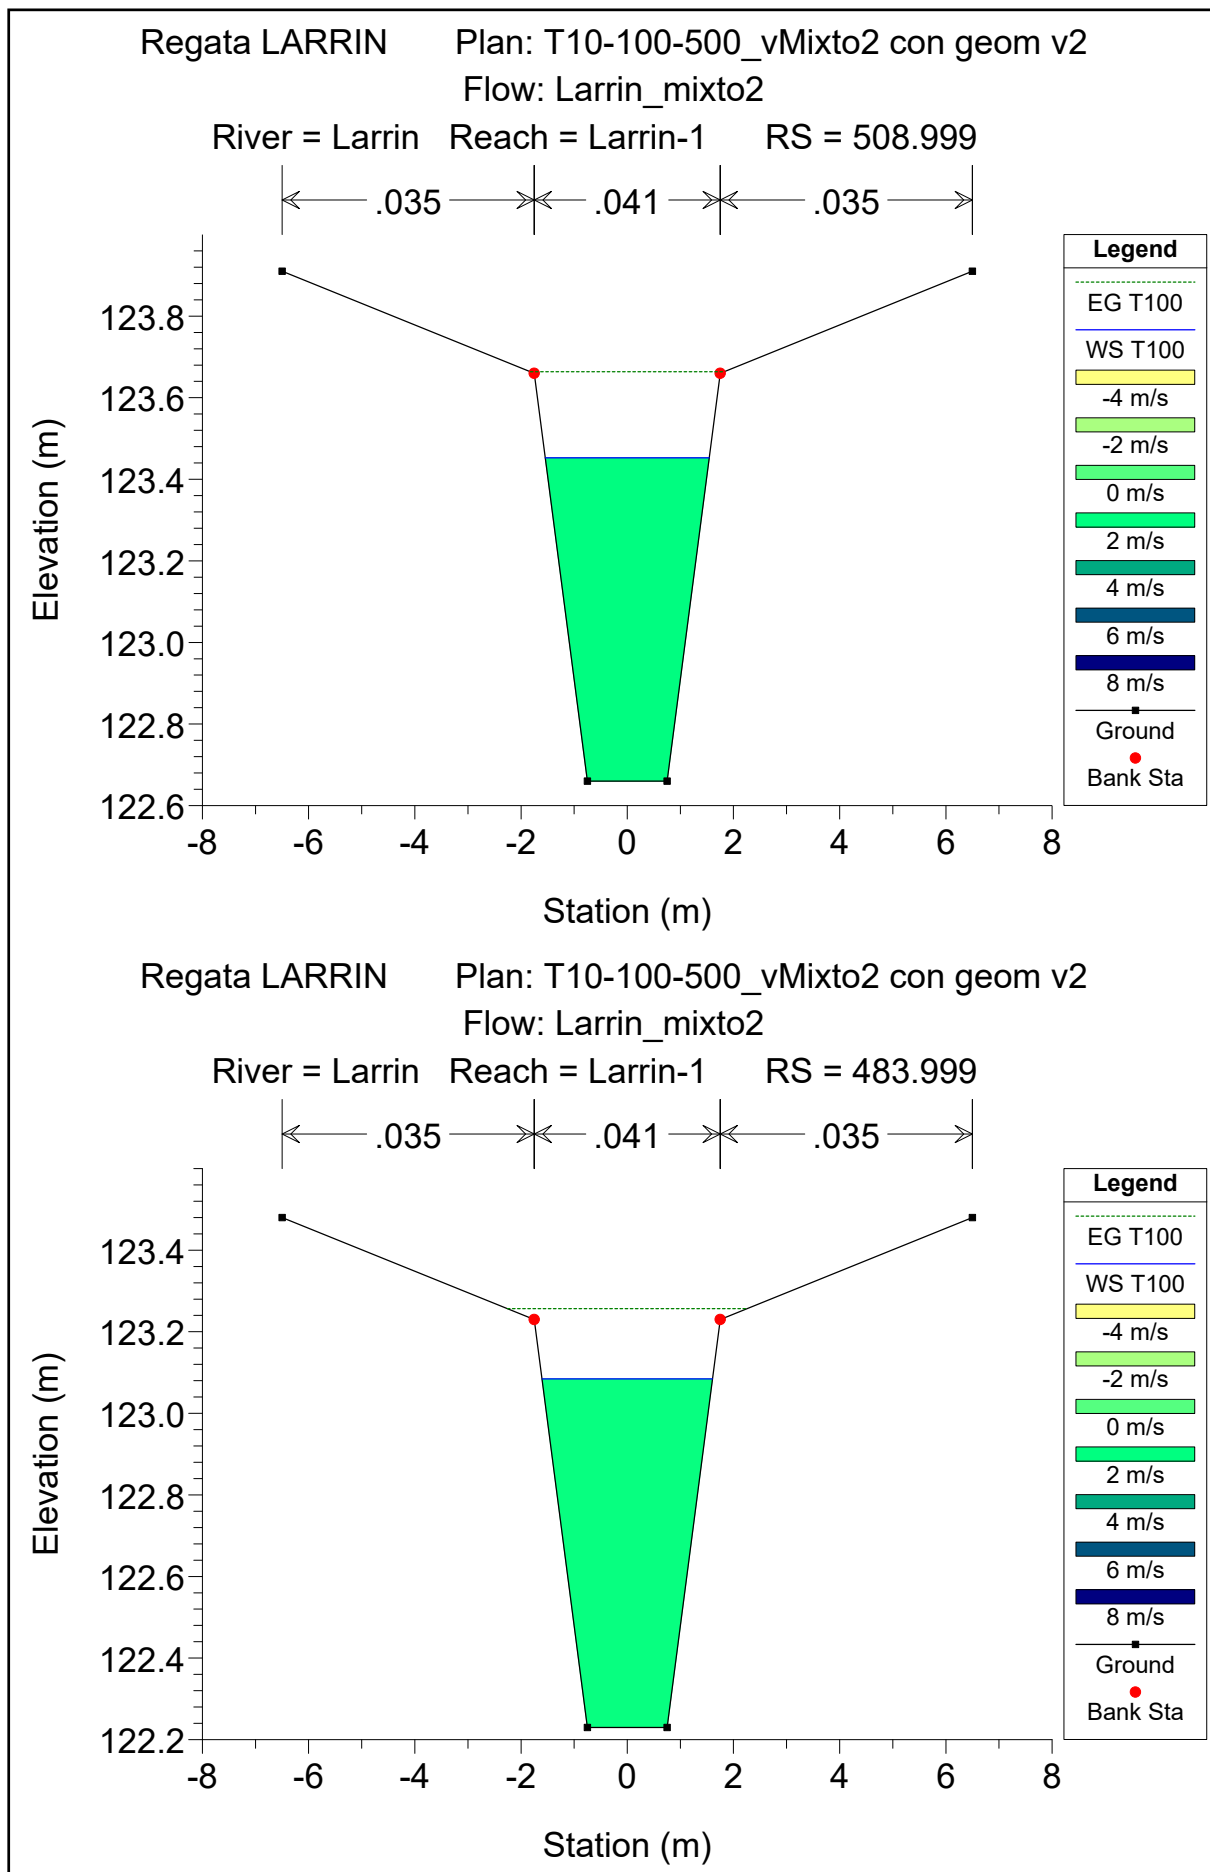 Regata LARRIN Plan: T10-100-500_vMixto2 con geom v2
Flow: Larrin_mixto2
River = Larrin Reach = Larrin-1 RS = 508.999
.035 .041 .035
Legend
EG T100
WS T100
-4 m/s
-2 m/s
0 m/s
2 m/s
4 m/s
6 m/s
8 m/s
Ground
Bank Sta
123.8
123.6
123.4
123.2
123.0
122.8
122.6
Elevation (m)
-8 -6 -4 -2 0 2 4 6 8
Station (m)
Regata LARRIN Plan: T10-100-500_vMixto2 con geom v2
Flow: Larrin_mixto2
River = Larrin Reach = Larrin-1 RS = 483.999
.035 .041 .035
Legend
EG T100
WS T100
-4 m/s
-2 m/s
0 m/s
2 m/s
4 m/s
6 m/s
8 m/s
Ground
Bank Sta
123.4
123.2
123.0
122.8
122.6
122.4
122.2
Elevation (m)
-8 -6 -4 -2 0 2 4 6 8
Station (m)